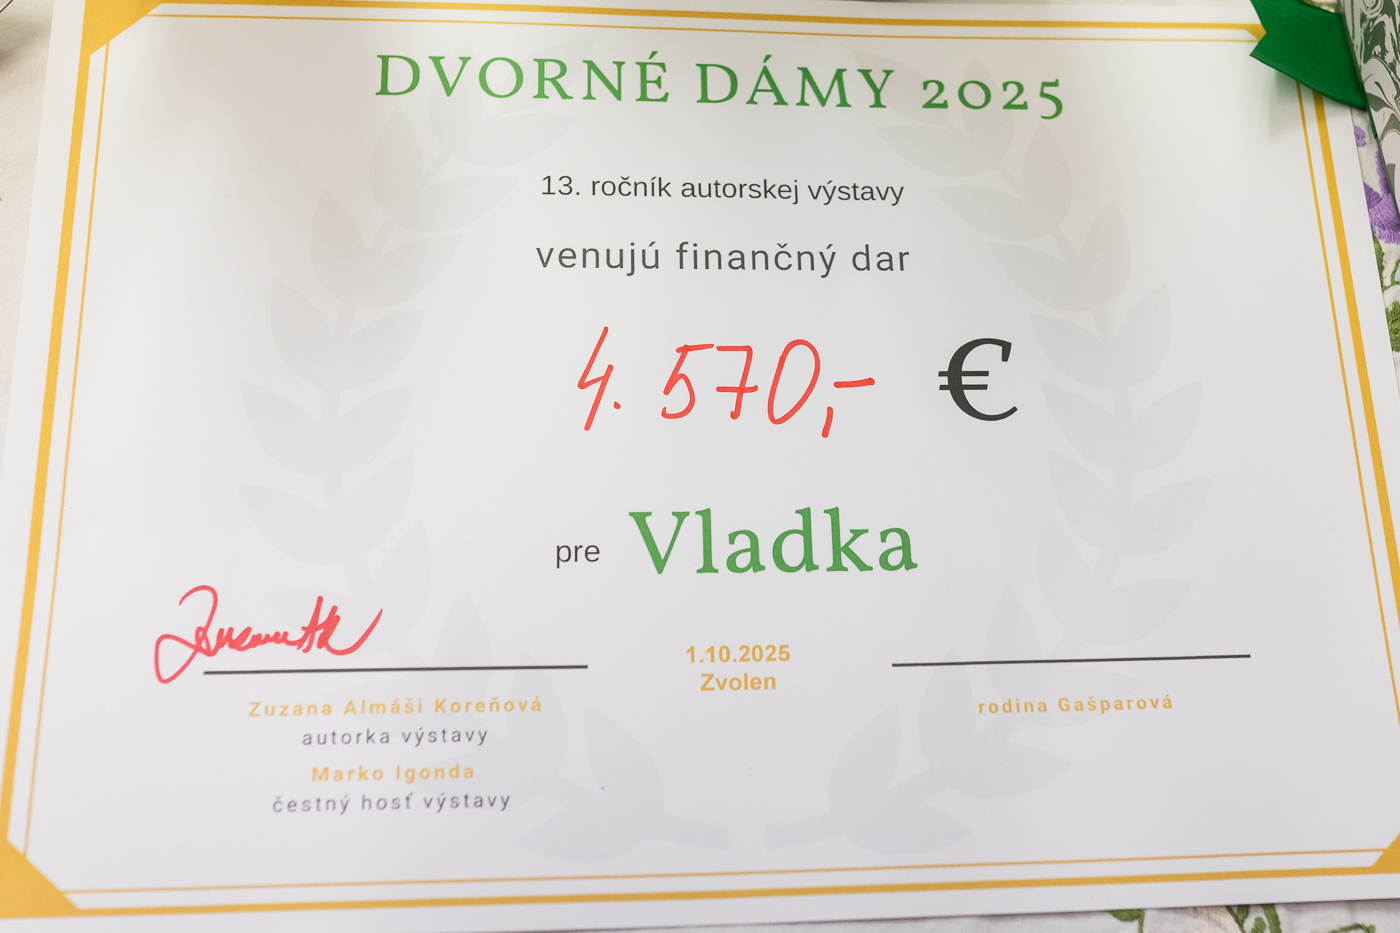 DVORNÉ DÁMY 2025
13. ročník autorskej výstavy
venujú finančný dar
4. 570,- €
pre Vladka
1.10.2025
Zvolen
Zuzana Almáši Koreňová
autorka výstavy
Marko Igonda
čestný hosť výstavy
rodina Gašparová